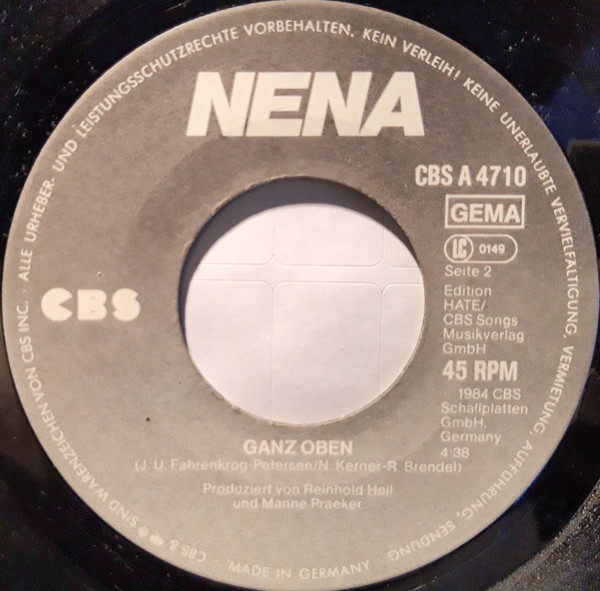 ALLE URHEBER- UND LEISTUNGSSCHUTZRECHTE VORBEHALTEN. KEIN VERLEIH! KEINE UNERLAUBTE VERVIELFÄLTIGUNG, VERMIETUNG, AUFFÜHRUNG, SENDUNG
NENA
CBS A 4710
GEMA
LC 0149
Seite 2
Edition
HATE/
CBS Songs
Musikverlag
GmbH
45 RPM
1984 CBS
Schallplatten
GmbH,
Germany
4:38
CBS
GANZ OBEN
(J. U. Fahrenkrog-Petersen/N. Kerner-R. Brendel)
Produziert von Reinhold Heil
und Manne Praeker
MADE IN GERMANY
CBS & SIND WARENZEICHEN VON CBS INC.